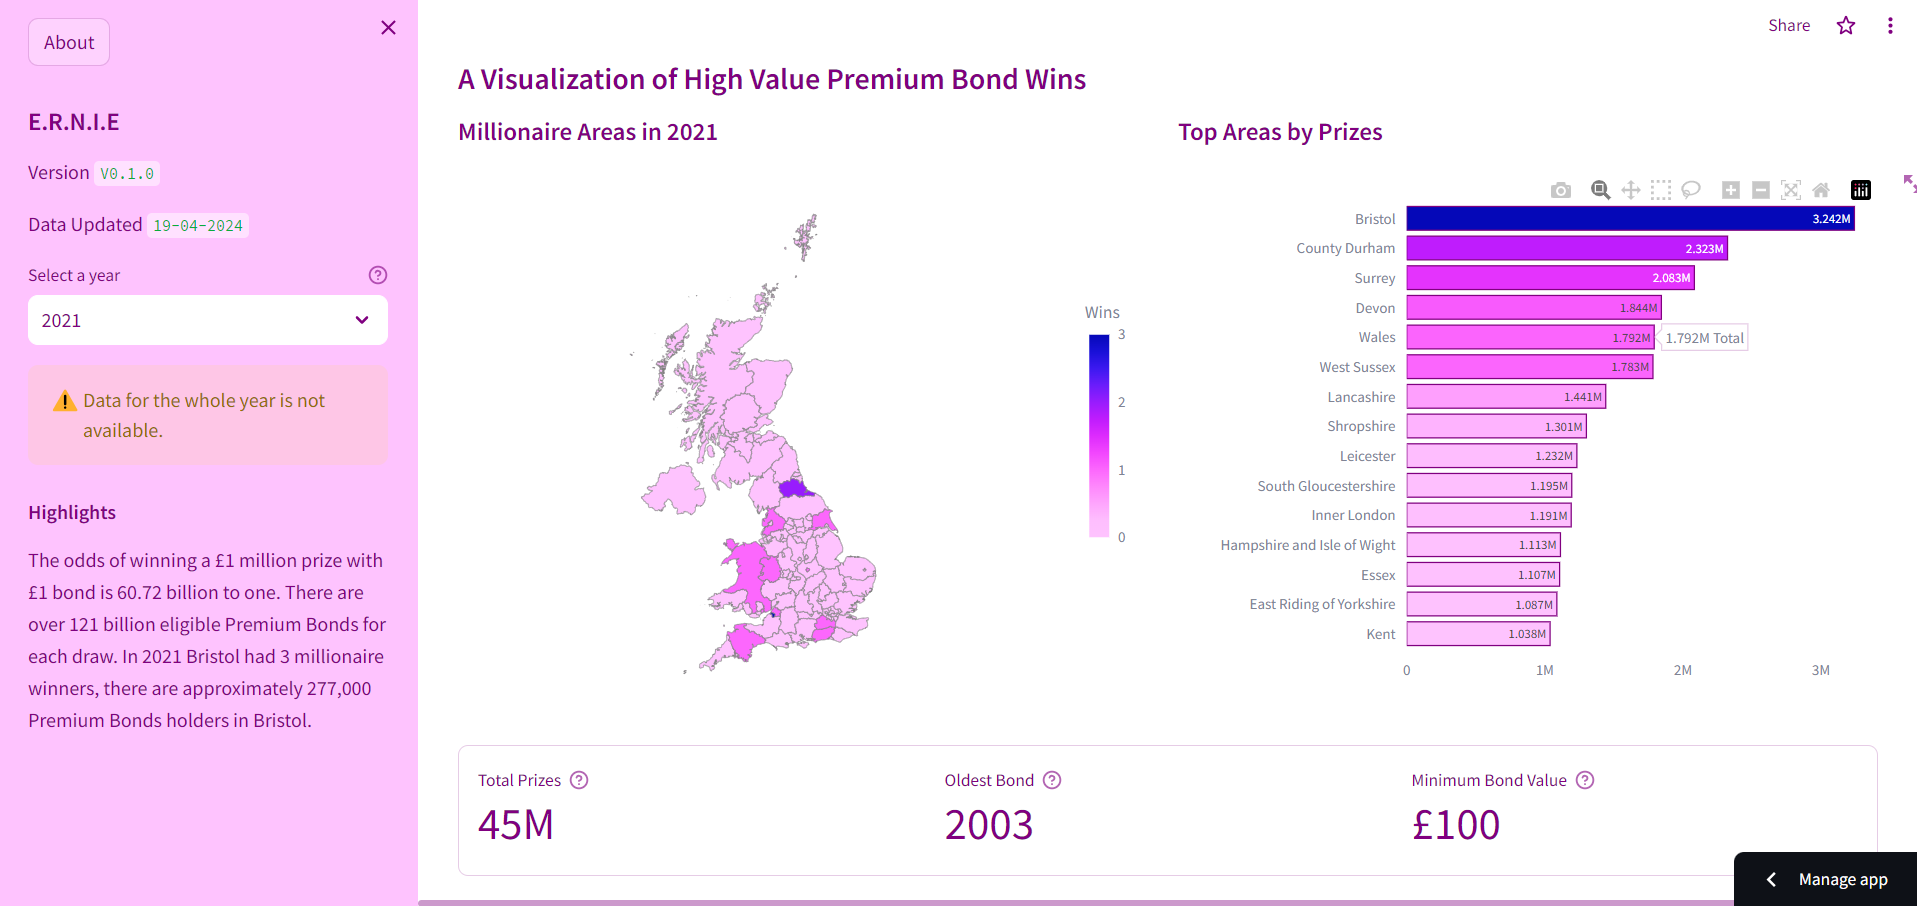 About
E.R.N.I.E
Version V0.1.0
Data Updated 19-04-2024
Select a year
2021
Data for the whole year is not
available.
Highlights
The odds of winning a £1 million prize with
£1 bond is 60.72 billion to one. There are
over 121 billion eligible Premium Bonds for
each draw. In 2021 Bristol had 3 millionaire
winners, there are approximately 277,000
Premium Bonds holders in Bristol.
Share
A Visualization of High Value Premium Bond Wins
Millionaire Areas in 2021
Wins
3
2
1
0
Top Areas by Prizes
Bristol 3.242M
County Durham 2.323M
Surrey 2.083M
Devon 1.844M
Wales 1.792M 1.792M Total
West Sussex 1.783M
Lancashire 1.441M
Shropshire 1.301M
Leicester 1.232M
South Gloucestershire 1.195M
Inner London 1.191M
Hampshire and Isle of Wight 1.113M
Essex 1.107M
East Riding of Yorkshire 1.087M
Kent 1.038M
0 1M 2M 3M
Total Prizes
45M
Oldest Bond
2003
Minimum Bond Value
£100
Manage app